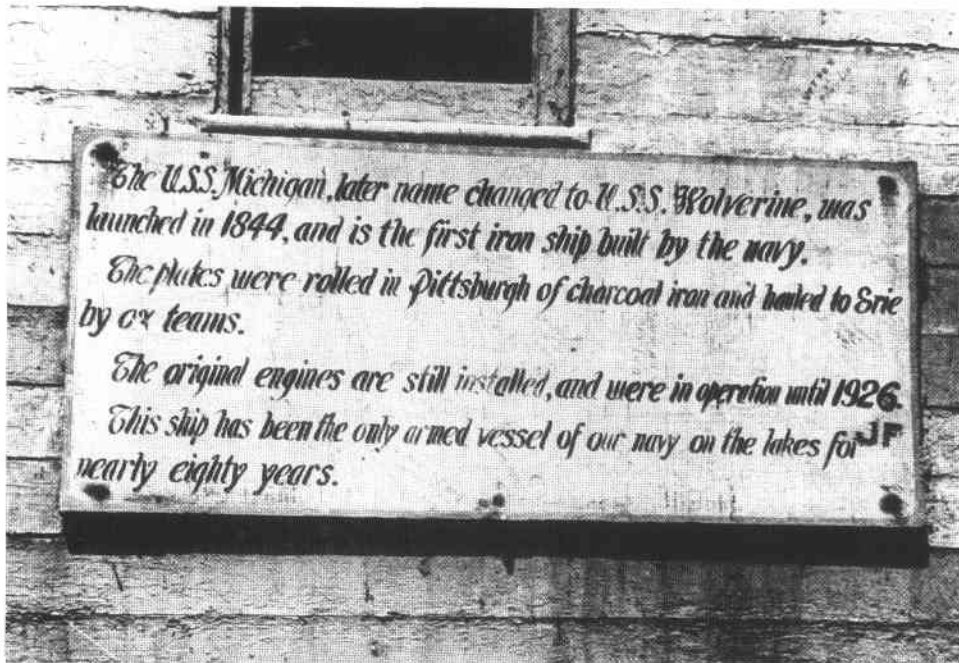 The U.S.S. Michigan, later name changed to U.S.S. Wolverine, was
launched in 1844, and is the first iron ship built by the navy.
The plates were rolled in Pittsburgh of charcoal iron and hauled to Erie
by ox teams.
The original engines are still installed, and were in operation until 1926.
This ship has been the only armed vessel of our navy on the lakes for JF
nearly eighty years.